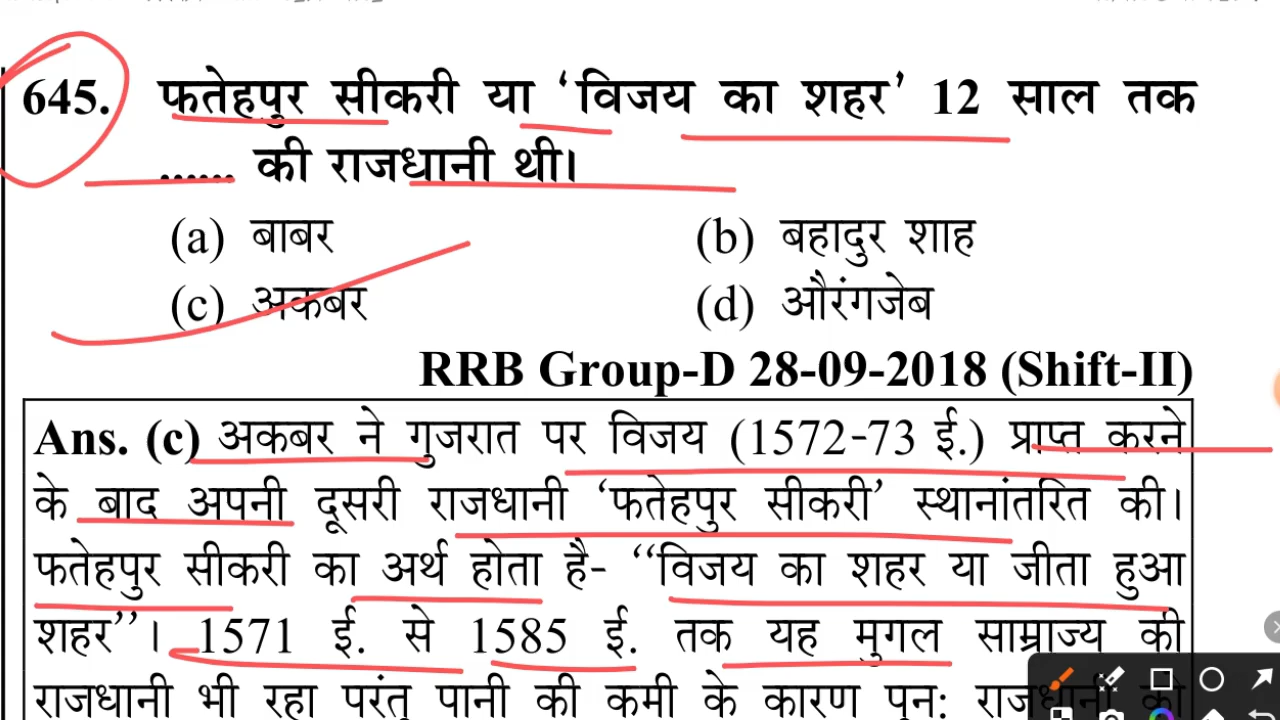 645. फतेहपुर सीकरी या ‘विजय का शहर’ 12 साल तक
...... की राजधानी थी।
(a) बाबर (b) बहादुर शाह
(c) अकबर (d) औरंगजेब
RRB Group-D 28-09-2018 (Shift-II)
Ans. (c) अकबर ने गुजरात पर विजय (1572-73 ई.) प्राप्त करने
के बाद अपनी दूसरी राजधानी ‘फतेहपुर सीकरी’ स्थानांतरित की।
फतेहपुर सीकरी का अर्थ होता है- ‘‘विजय का शहर या जीता हुआ
शहर’’। 1571 ई. से 1585 ई. तक यह मुगल साम्राज्य की
राजधानी भी रहा परंतु पानी की कमी के कारण पुन: राजधानी को